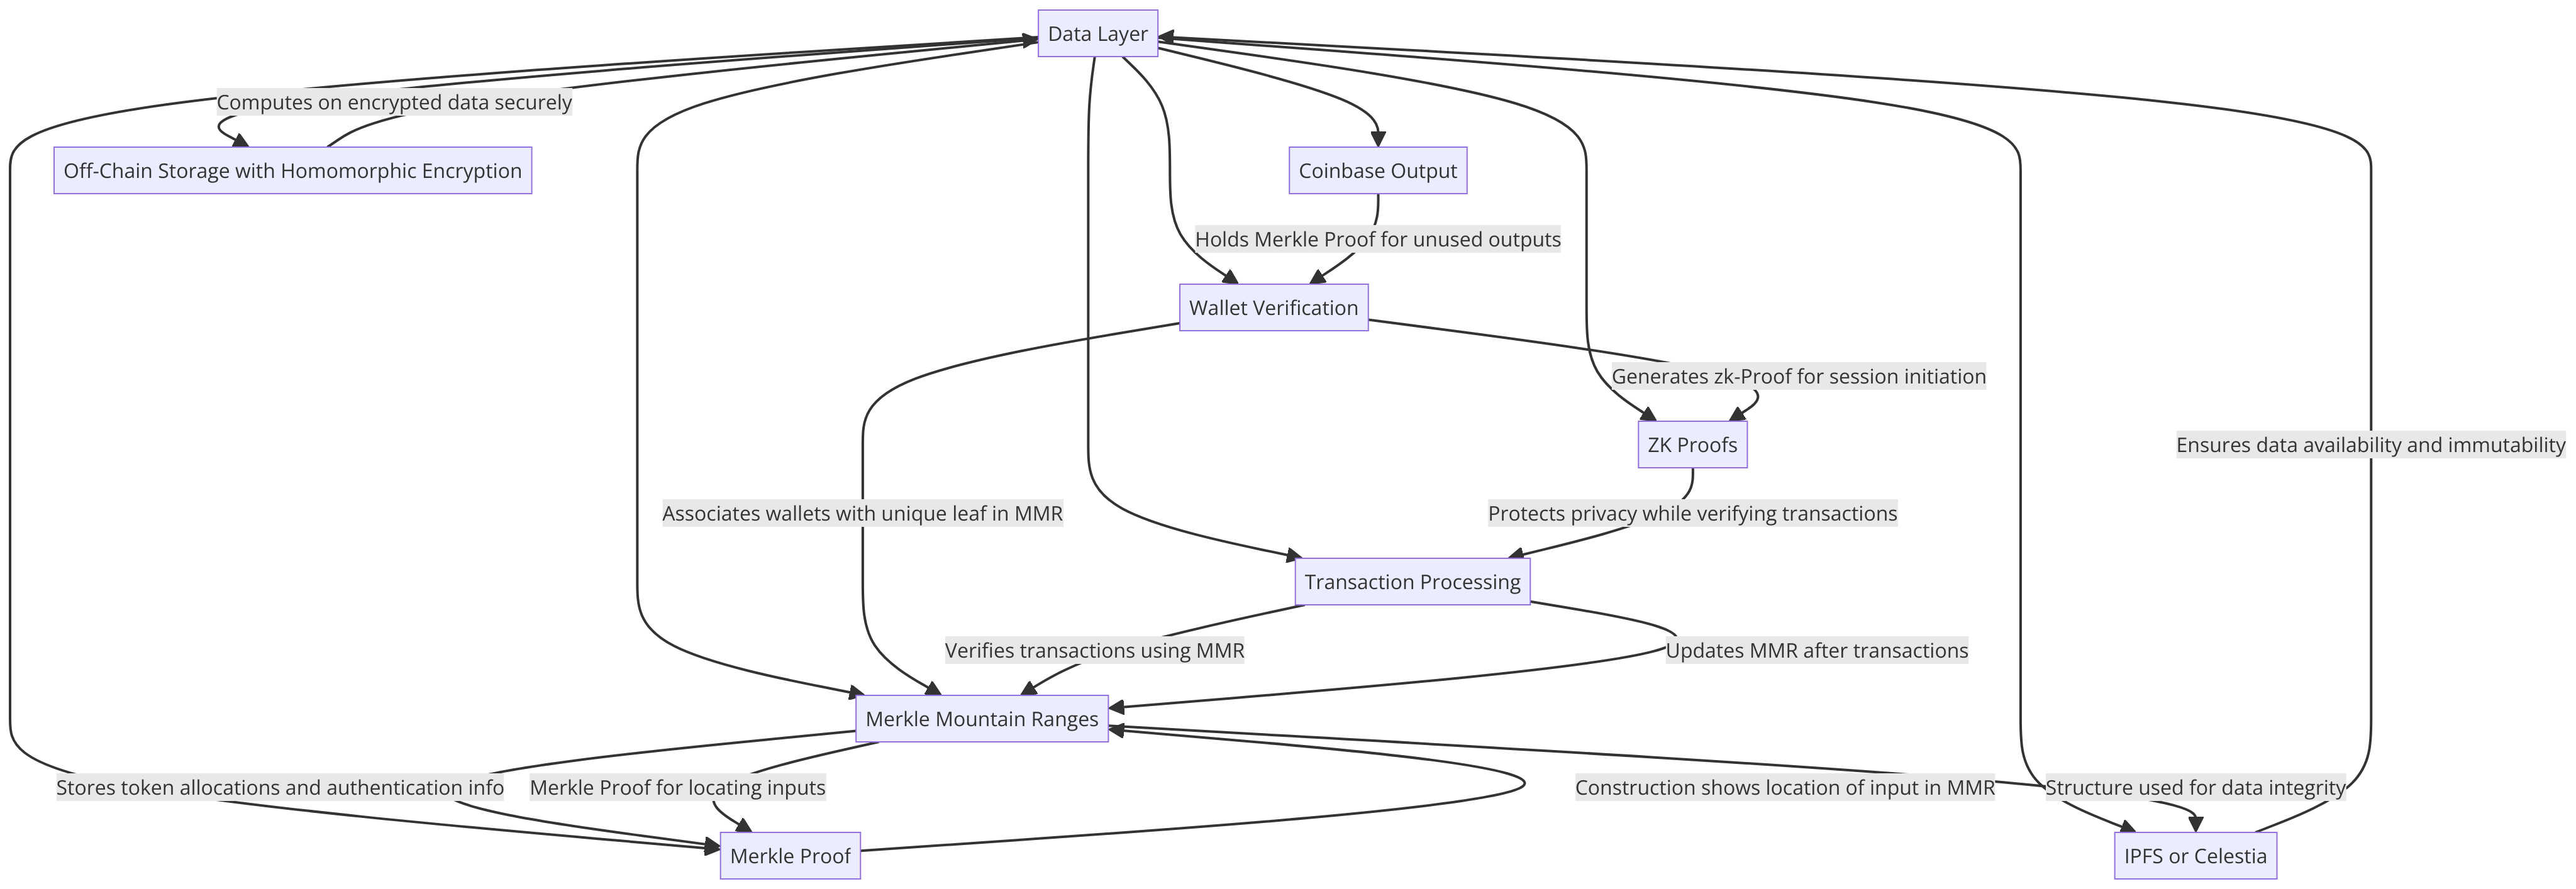 Data Layer
Computes on encrypted data securely
Off-Chain Storage with Homomorphic Encryption
Coinbase Output
Holds Merkle Proof for unused outputs
Wallet Verification
Generates zk-Proof for session initiation
ZK Proofs
Ensures data availability and immutability
Associates wallets with unique leaf in MMR
Protects privacy while verifying transactions
Transaction Processing
Verifies transactions using MMR
Updates MMR after transactions
Merkle Mountain Ranges
Stores token allocations and authentication info
Merkle Proof for locating inputs
Construction shows location of input in MMR
Structure used for data integrity
Merkle Proof
IPFS or Celestia